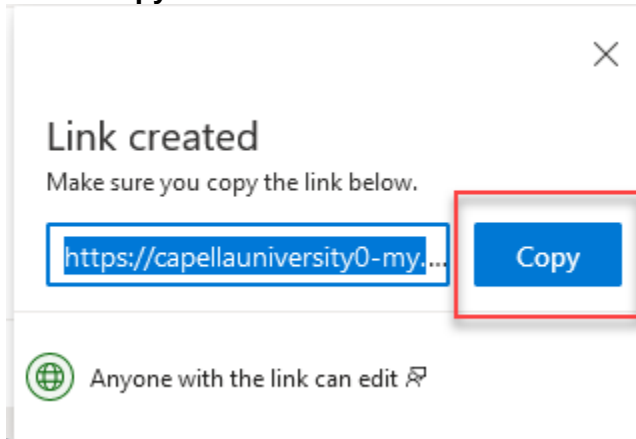 Link created
Make sure you copy the link below.
https://capellauniversity0-my....
Copy
Anyone with the link can edit